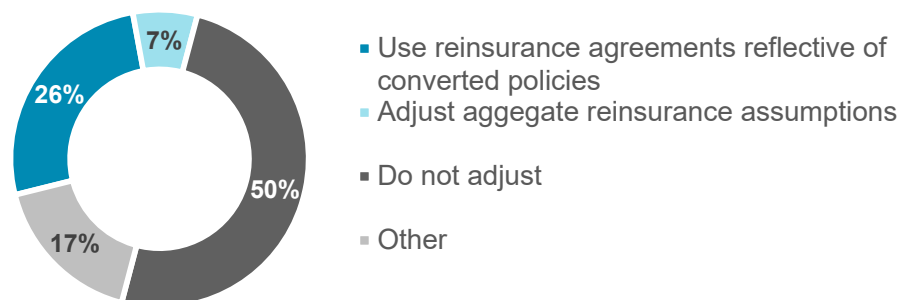 7%
26%
50%
17%
Use reinsurance agreements reflective of
converted policies
Adjust aggegate reinsurance assumptions
Do not adjust
Other